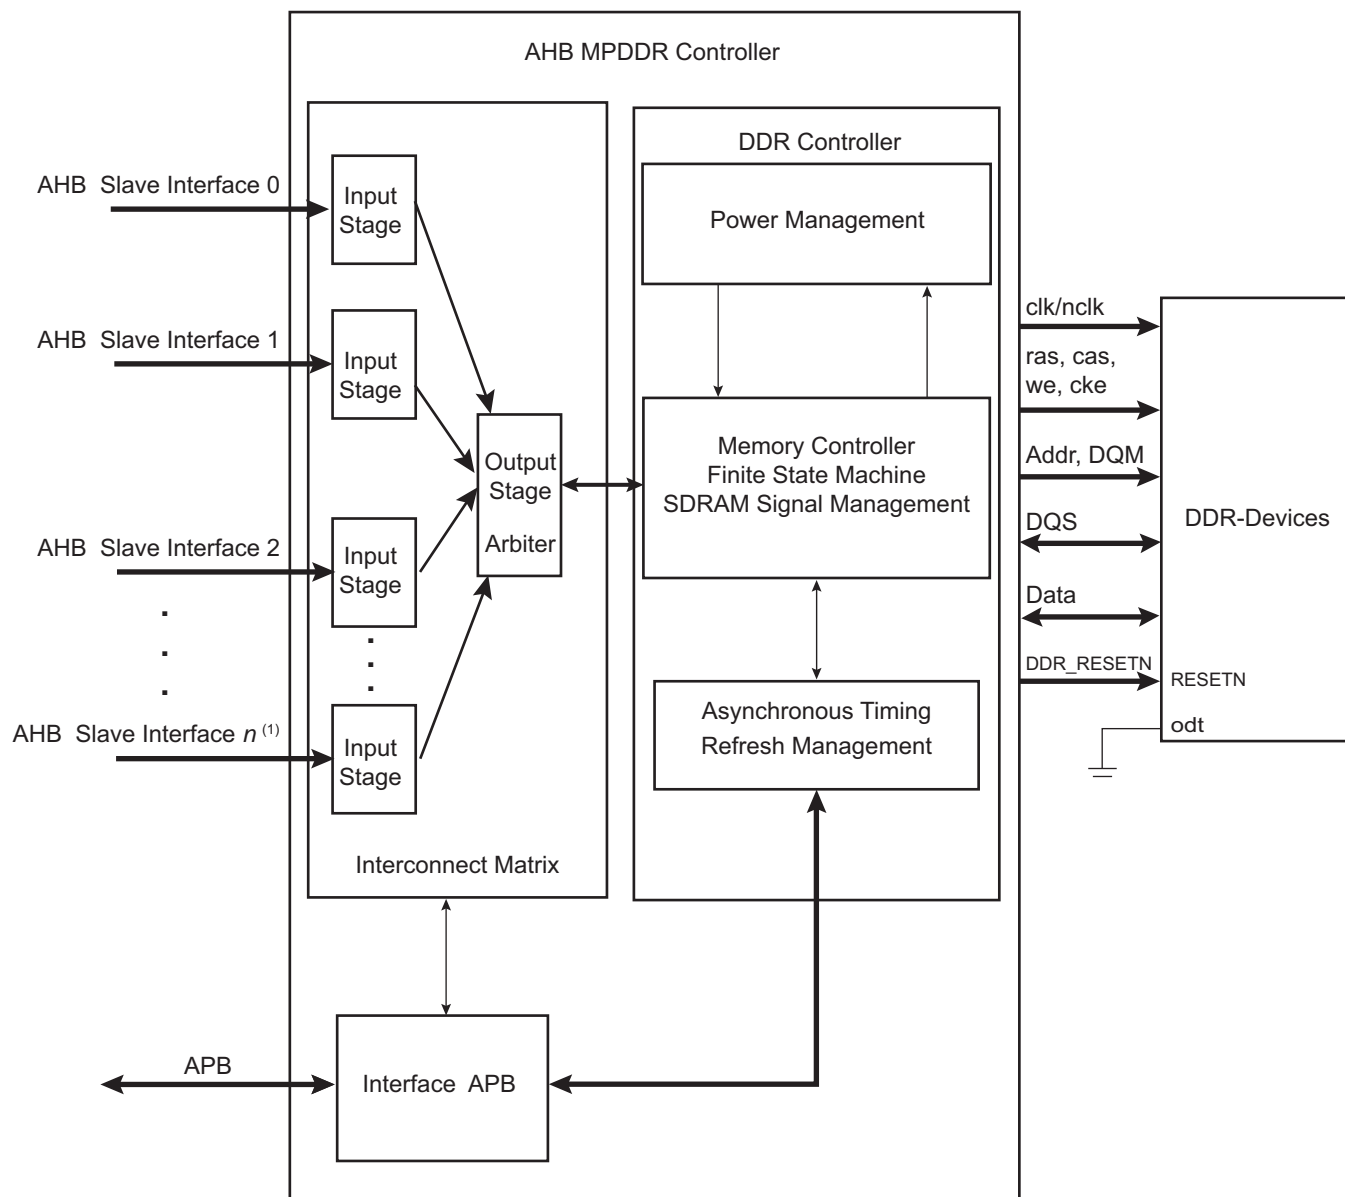 AHB MPDDR Controller
DDR Controller
AHB Slave Interface 0
Input
Stage
Power Management
AHB Slave Interface 1
Input
Stage
clk/nclk
ras, cas,
we, cke
Output
Stage
Arbiter
Memory Controller
Finite State Machine
SDRAM Signal Management
Addr, DQM
DQS
DDR-Devices
AHB Slave Interface 2
Input
Stage
Data
DDR_RESETN
RESETN
odt
AHB Slave Interface n (1)
Input
Stage
Asynchronous Timing
Refresh Management
Interconnect Matrix
APB
Interface APB